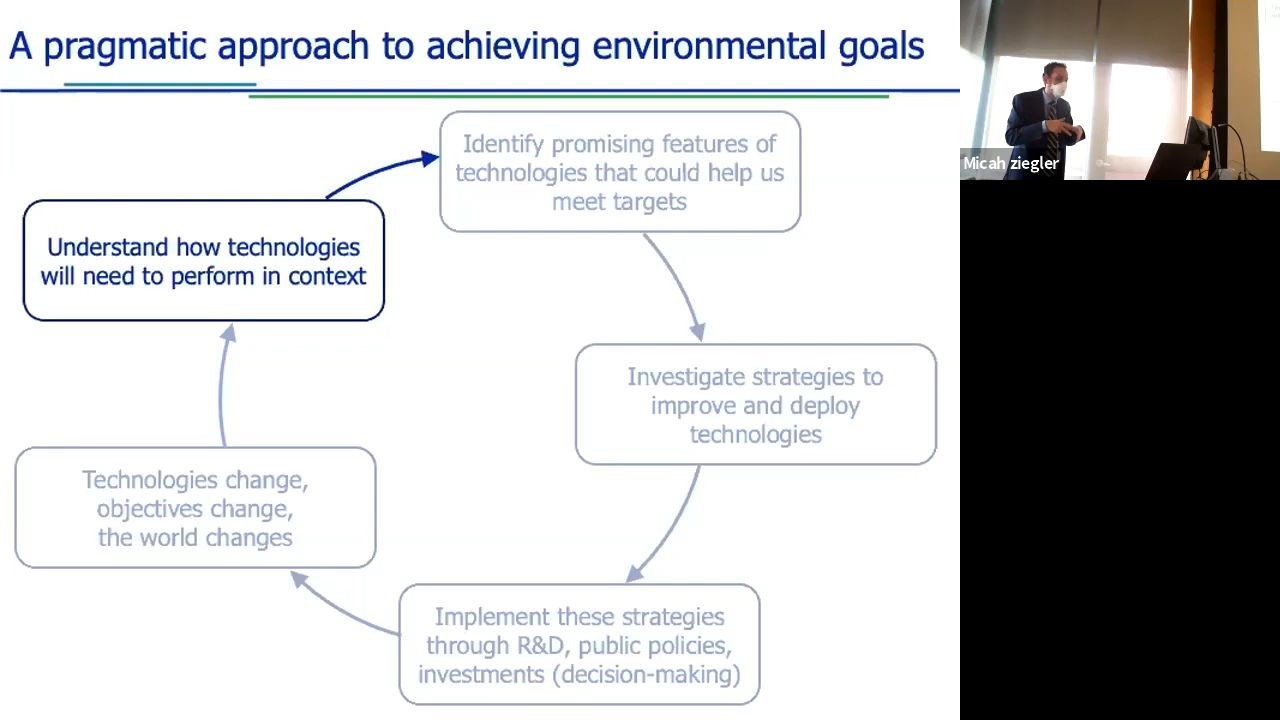 A pragmatic approach to achieving environmental goals
Identify promising features of
technologies that could help us
meet targets
Micah ziegler
Understand how technologies
will need to perform in context
Investigate strategies to
improve and deploy
technologies
Technologies change,
objectives change,
the world changes
Implement these strategies
through R&D, public policies,
investments (decision-making)